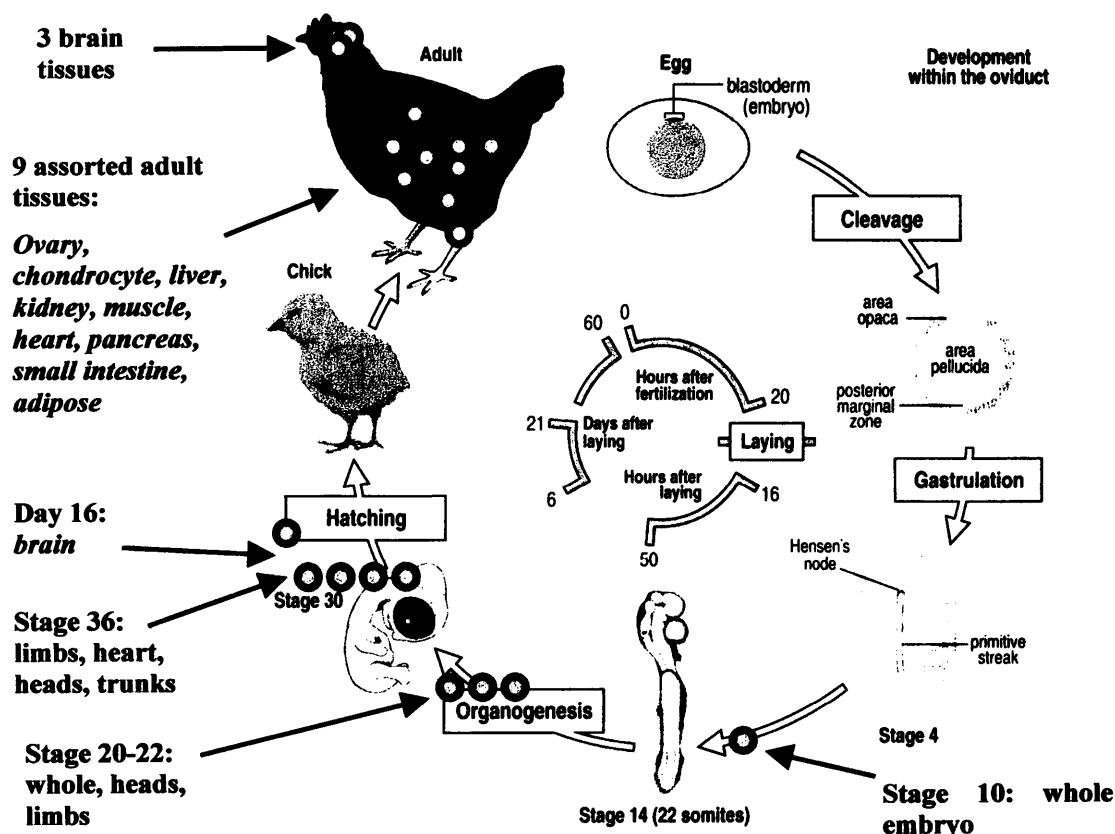 3 brain
tissues
Adult
Egg
blastoderm
(embryo)
Development
within the oviduct
9 assorted adult
tissues:
Ovary,
chondrocyte, liver,
kidney, muscle,
heart, pancreas,
small intestine,
adipose
Chick
Cleavage
area
opaca
area
pellucida
posterior
marginal
zone
60
0
Hours after
fertilization
20
21
Days after
laying
Laying
6
Hours after
laying
16
50
Gastrulation
Day 16:
brain
Hatching
Hensen's
node
Stage 30
primitive
streak
Stage 36:
limbs, heart,
heads, trunks
Organogenesis
Stage 4
Stage 20-22:
whole, heads,
limbs
Stage 14 (22 somites)
Stage 10: whole
embryo